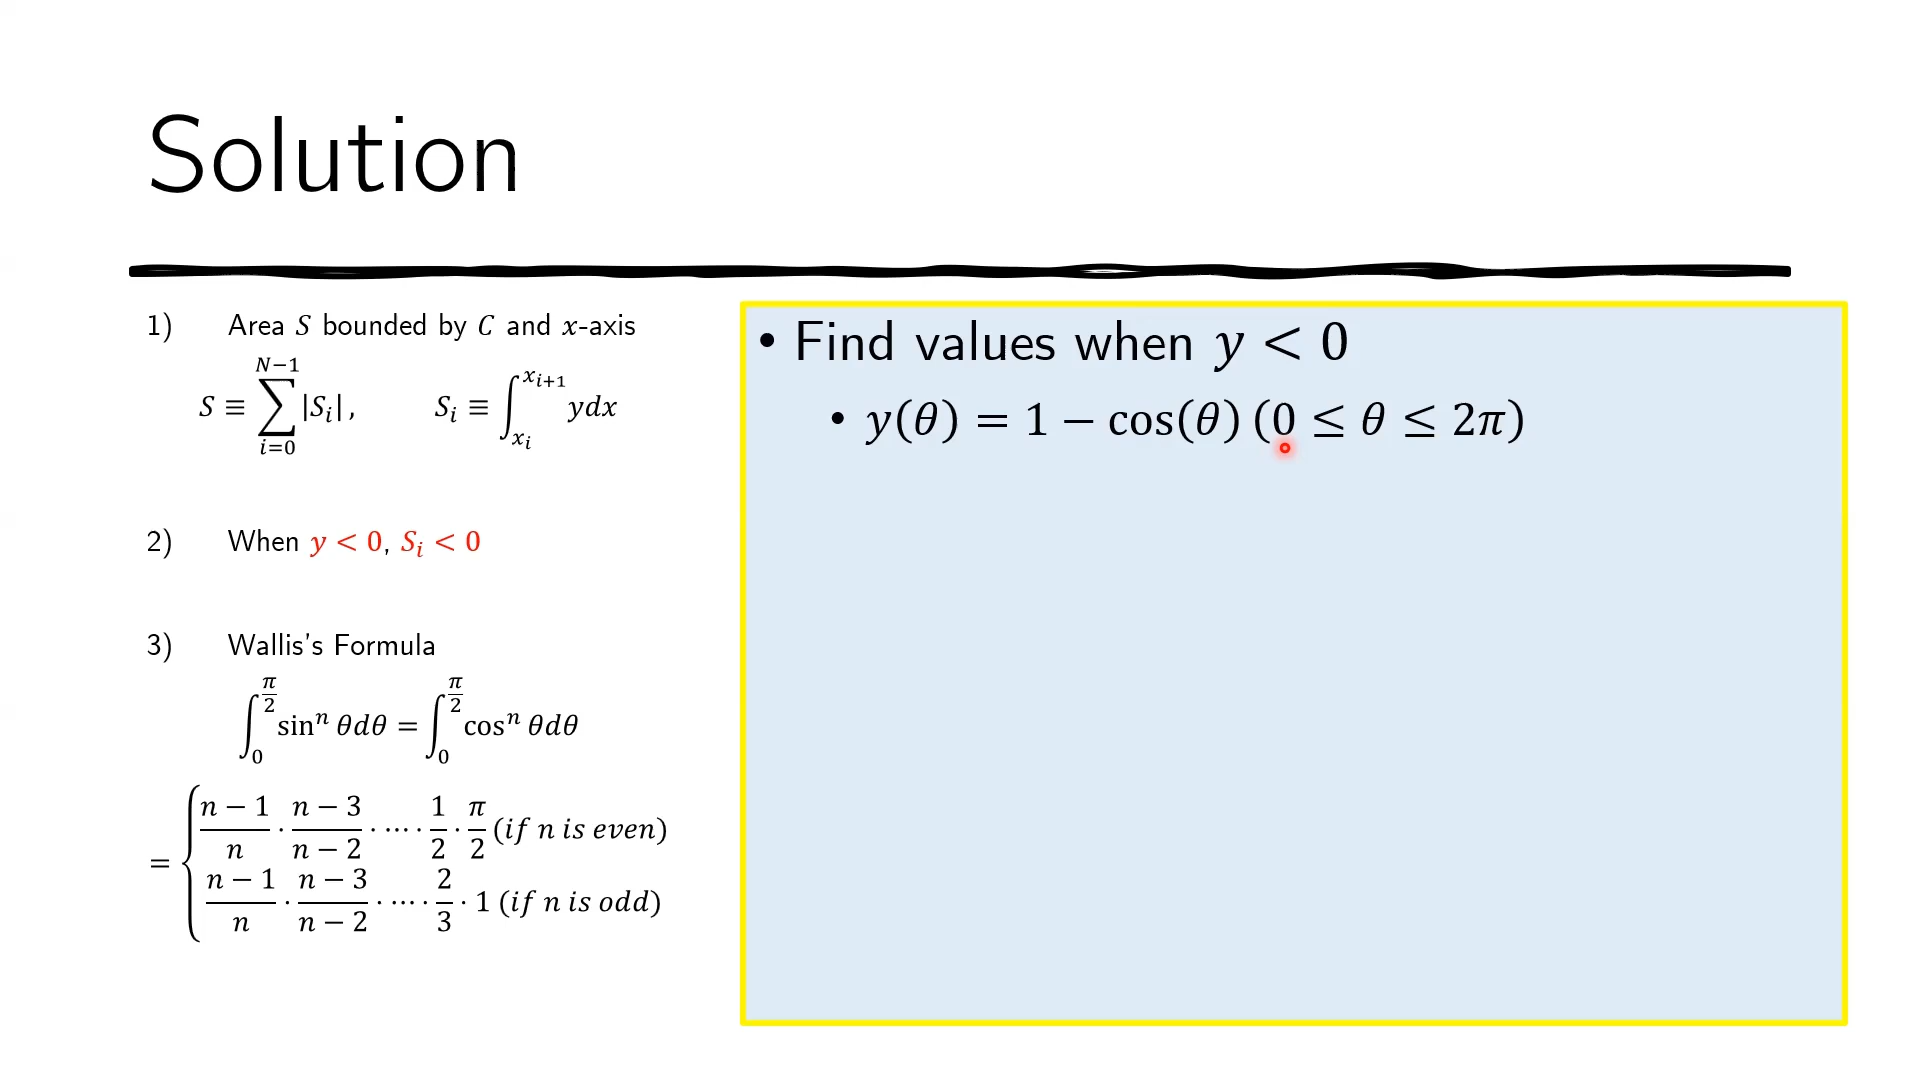 Solution
1) Area S bounded by C and x-axis
S ≡ ∑_{i=0}^{N−1} |S_i| , S_i ≡ ∫_{x_i}^{x_{i+1}} ydx
2) When y < 0, S_i < 0
3) Wallis's Formula
∫_0^{π/2} sin^n θdθ = ∫_0^{π/2} cos^n θdθ
= { (n − 1)/n · (n − 3)/(n − 2) · ⋯ · 1/2 · π/2 (if n is even)
(n − 1)/n · (n − 3)/(n − 2) · ⋯ · 2/3 · 1 (if n is odd)
• Find values when y < 0
• y(θ) = 1 − cos(θ) (0 ≤ θ ≤ 2π)